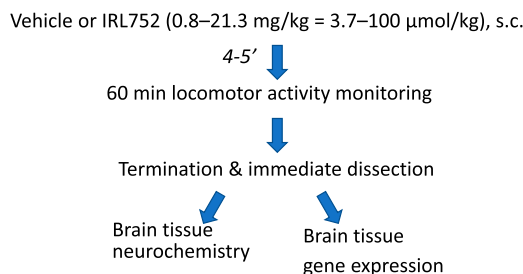 Vehicle or IRL752 (0.8–21.3 mg/kg = 3.7–100 µmol/kg), s.c.
4-5’
60 min locomotor activity monitoring
Termination & immediate dissection
Brain tissue
neurochemistry
Brain tissue
gene expression